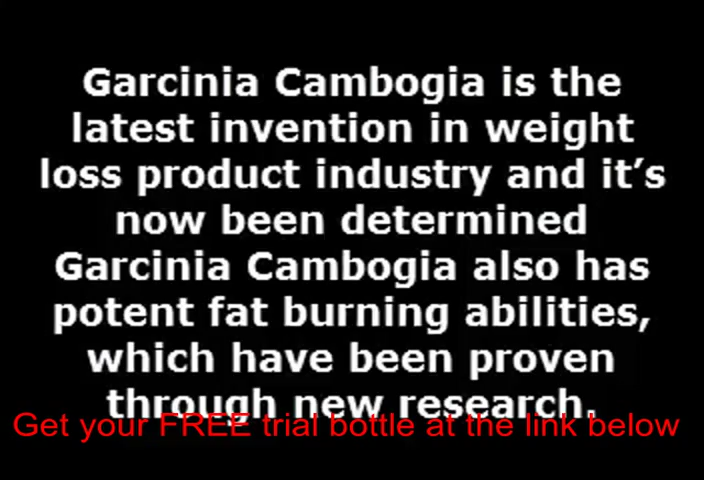 Garcinia Cambogia is the
latest invention in weight
loss product industry and it’s
now been determined
Garcinia Cambogia also has
potent fat burning abilities,
which have been proven
through new research.
Get your FREE trial bottle at the link below